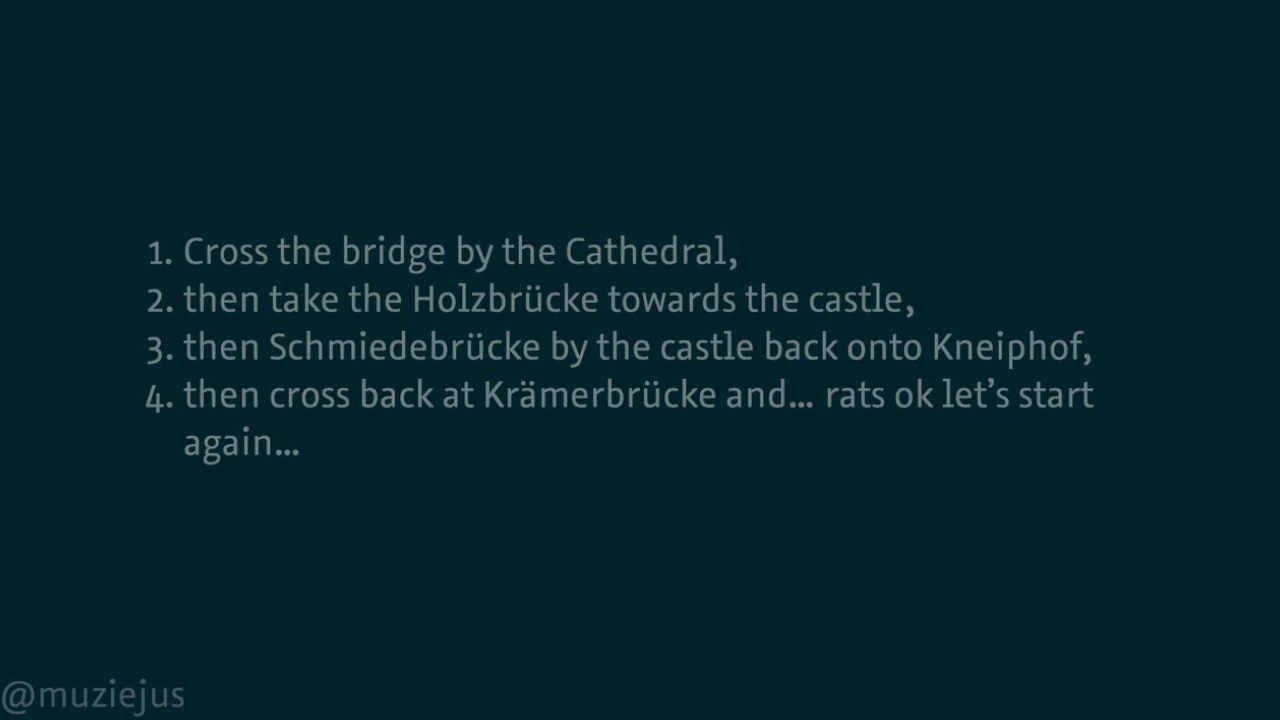 1. Cross the bridge by the Cathedral,
2. then take the Holzbrücke towards the castle,
3. then Schmiedebrücke by the castle back onto Kneiphof,
4. then cross back at Krämerbrücke and... rats ok let’s start
again...
@muziejus